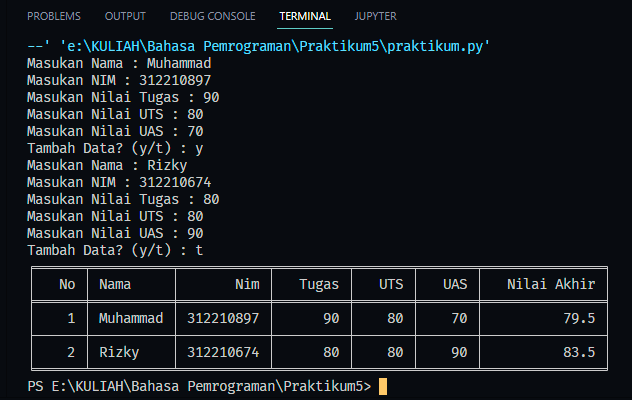 PROBLEMS OUTPUT DEBUG CONSOLE TERMINAL JUPYTER
--' 'e:\KULIAH\Bahasa Pemrograman\Praktikum5\praktikum.py'
Masukan Nama : Muhammad
Masukan NIM : 312210897
Masukan Nilai Tugas : 90
Masukan Nilai UTS : 80
Masukan Nilai UAS : 70
Tambah Data? (y/t) : y
Masukan Nama : Rizky
Masukan NIM : 312210674
Masukan Nilai Tugas : 80
Masukan Nilai UTS : 80
Masukan Nilai UAS : 90
Tambah Data? (y/t) : t
No Nama Nim Tugas UTS UAS Nilai Akhir
1 Muhammad 312210897 90 80 70 79.5
2 Rizky 312210674 80 80 90 83.5
PS E:\KULIAH\Bahasa Pemrograman\Praktikum5>